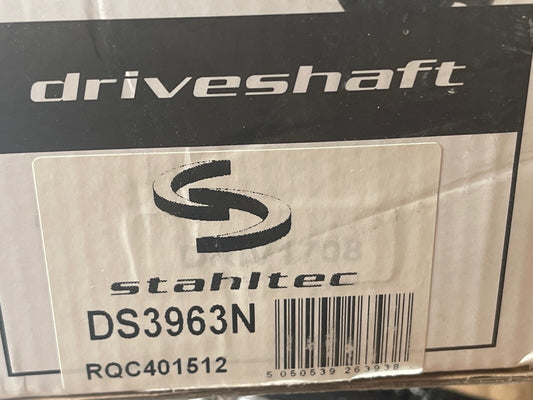 driveshaft
stahltec
DS3963N
RQC401512
5 050539 263938